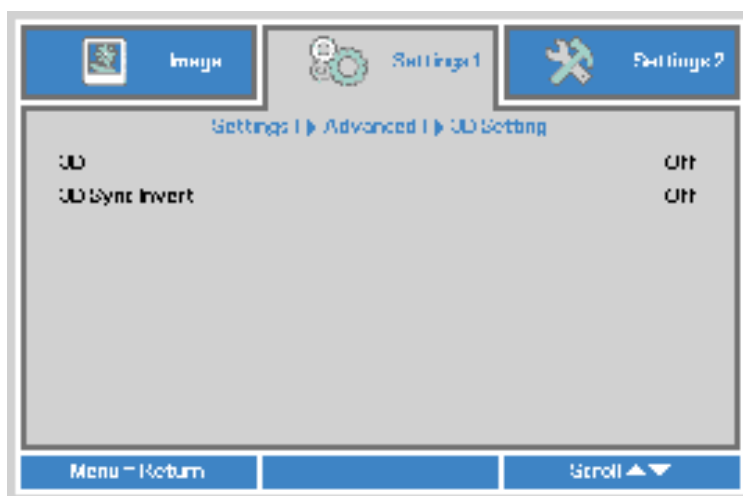 Image
Settings 1
Settings 2
Settings 1 ▶ Advanced 1 ▶ 3D Setting
3D Off
3D Sync Invert Off
Menu = Return
Scroll ▲▼